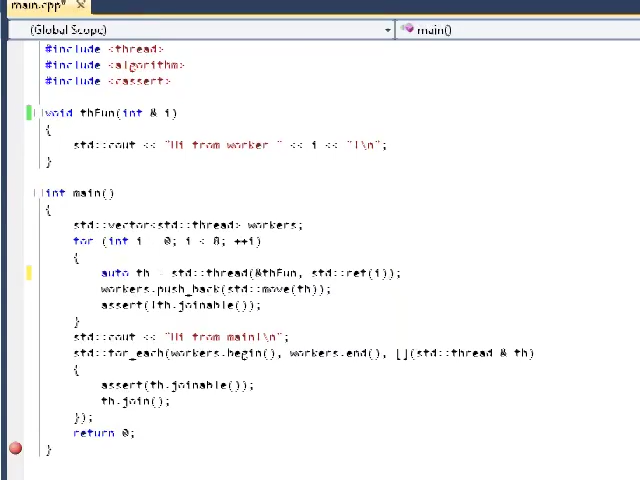 main.cpp*
(Global Scope)
main()
#include <thread>
#include <algorithm>
#include <cassert>
void thFun(int & i)
{
std::cout << "Hi from worker " << i << "!\n";
}
int main()
{
std::vector<std::thread> workers;
for (int i = 0; i < 8; ++i)
{
auto th = std::thread(&thFun, std::ref(i));
workers.push_back(std::move(th));
assert(!th.joinable());
}
std::cout << "Hi from main!\n";
std::for_each(workers.begin(), workers.end(), [](std::thread & th)
{
assert(th.joinable());
th.join();
});
return 0;
}